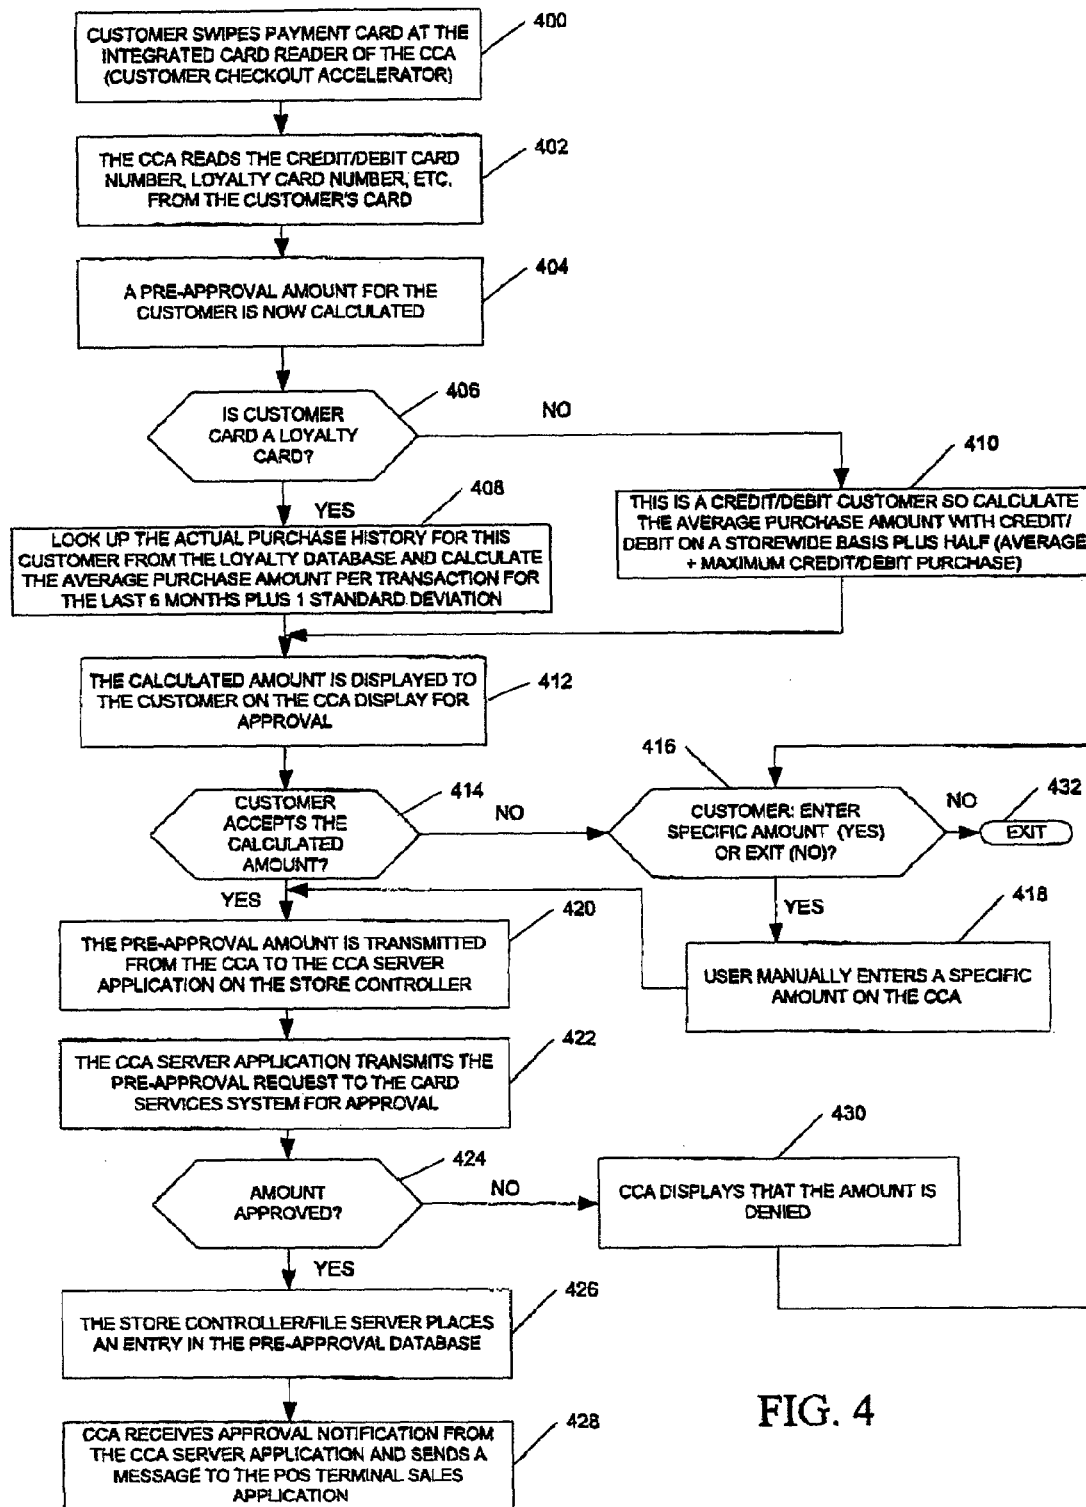 400
CUSTOMER SWIPES PAYMENT CARD AT THE
INTEGRATED CARD READER OF THE CCA
(CUSTOMER CHECKOUT ACCELERATOR)
402
THE CCA READS THE CREDIT/DEBIT CARD
NUMBER, LOYALTY CARD NUMBER, ETC.
FROM THE CUSTOMER'S CARD
404
A PRE-APPROVAL AMOUNT FOR THE
CUSTOMER IS NOW CALCULATED
406
IS CUSTOMER
CARD A LOYALTY
CARD?
NO
YES
408
LOOK UP THE ACTUAL PURCHASE HISTORY FOR THIS
CUSTOMER FROM THE LOYALTY DATABASE AND CALCULATE
THE AVERAGE PURCHASE AMOUNT PER TRANSACTION FOR
THE LAST 6 MONTHS PLUS 1 STANDARD DEVIATION
410
THIS IS A CREDIT/DEBIT CUSTOMER SO CALCULATE
THE AVERAGE PURCHASE AMOUNT WITH CREDIT/
DEBIT ON A STOREWIDE BASIS PLUS HALF (AVERAGE
+ MAXIMUM CREDIT/DEBIT PURCHASE)
412
THE CALCULATED AMOUNT IS DISPLAYED TO
THE CUSTOMER ON THE CCA DISPLAY FOR
APPROVAL
414
CUSTOMER
ACCEPTS THE
CALCULATED
AMOUNT?
NO
YES
416
CUSTOMER: ENTER
SPECIFIC AMOUNT (YES)
OR EXIT (NO)?
NO
432
EXIT
YES
418
USER MANUALLY ENTERS A SPECIFIC
AMOUNT ON THE CCA
420
THE PRE-APPROVAL AMOUNT IS TRANSMITTED
FROM THE CCA TO THE CCA SERVER
APPLICATION ON THE STORE CONTROLLER
422
THE CCA SERVER APPLICATION TRANSMITS THE
PRE-APPROVAL REQUEST TO THE CARD
SERVICES SYSTEM FOR APPROVAL
424
AMOUNT
APPROVED?
NO
YES
430
CCA DISPLAYS THAT THE AMOUNT IS
DENIED
426
THE STORE CONTROLLER/FILE SERVER PLACES
AN ENTRY IN THE PRE-APPROVAL DATABASE
428
CCA RECEIVES APPROVAL NOTIFICATION FROM
THE CCA SERVER APPLICATION AND SENDS A
MESSAGE TO THE POS TERMINAL SALES
APPLICATION
FIG. 4